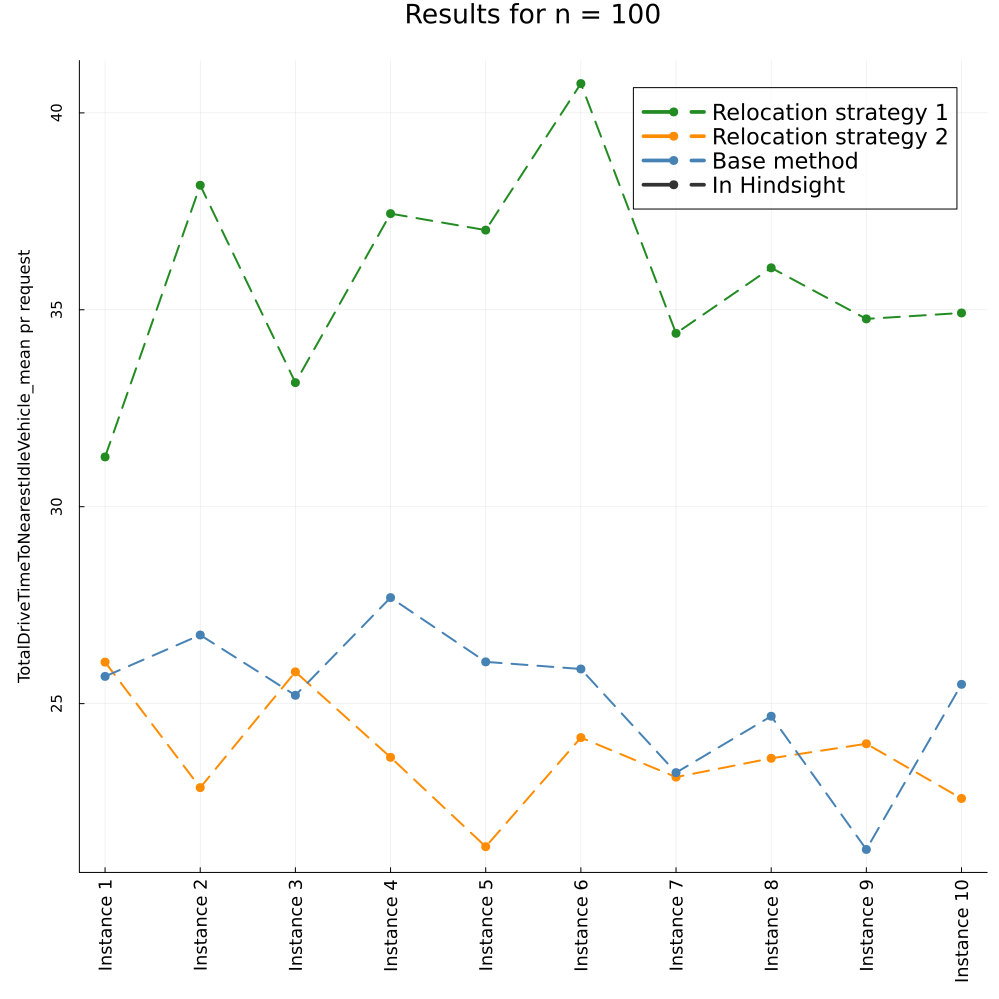 Results for n = 100
TotalDriveTimeToNearestIdleVehicle_mean pr request
40
35
30
25
Relocation strategy 1
Relocation strategy 2
Base method
In Hindsight
Instance 1
Instance 2
Instance 3
Instance 4
Instance 5
Instance 6
Instance 7
Instance 8
Instance 9
Instance 10